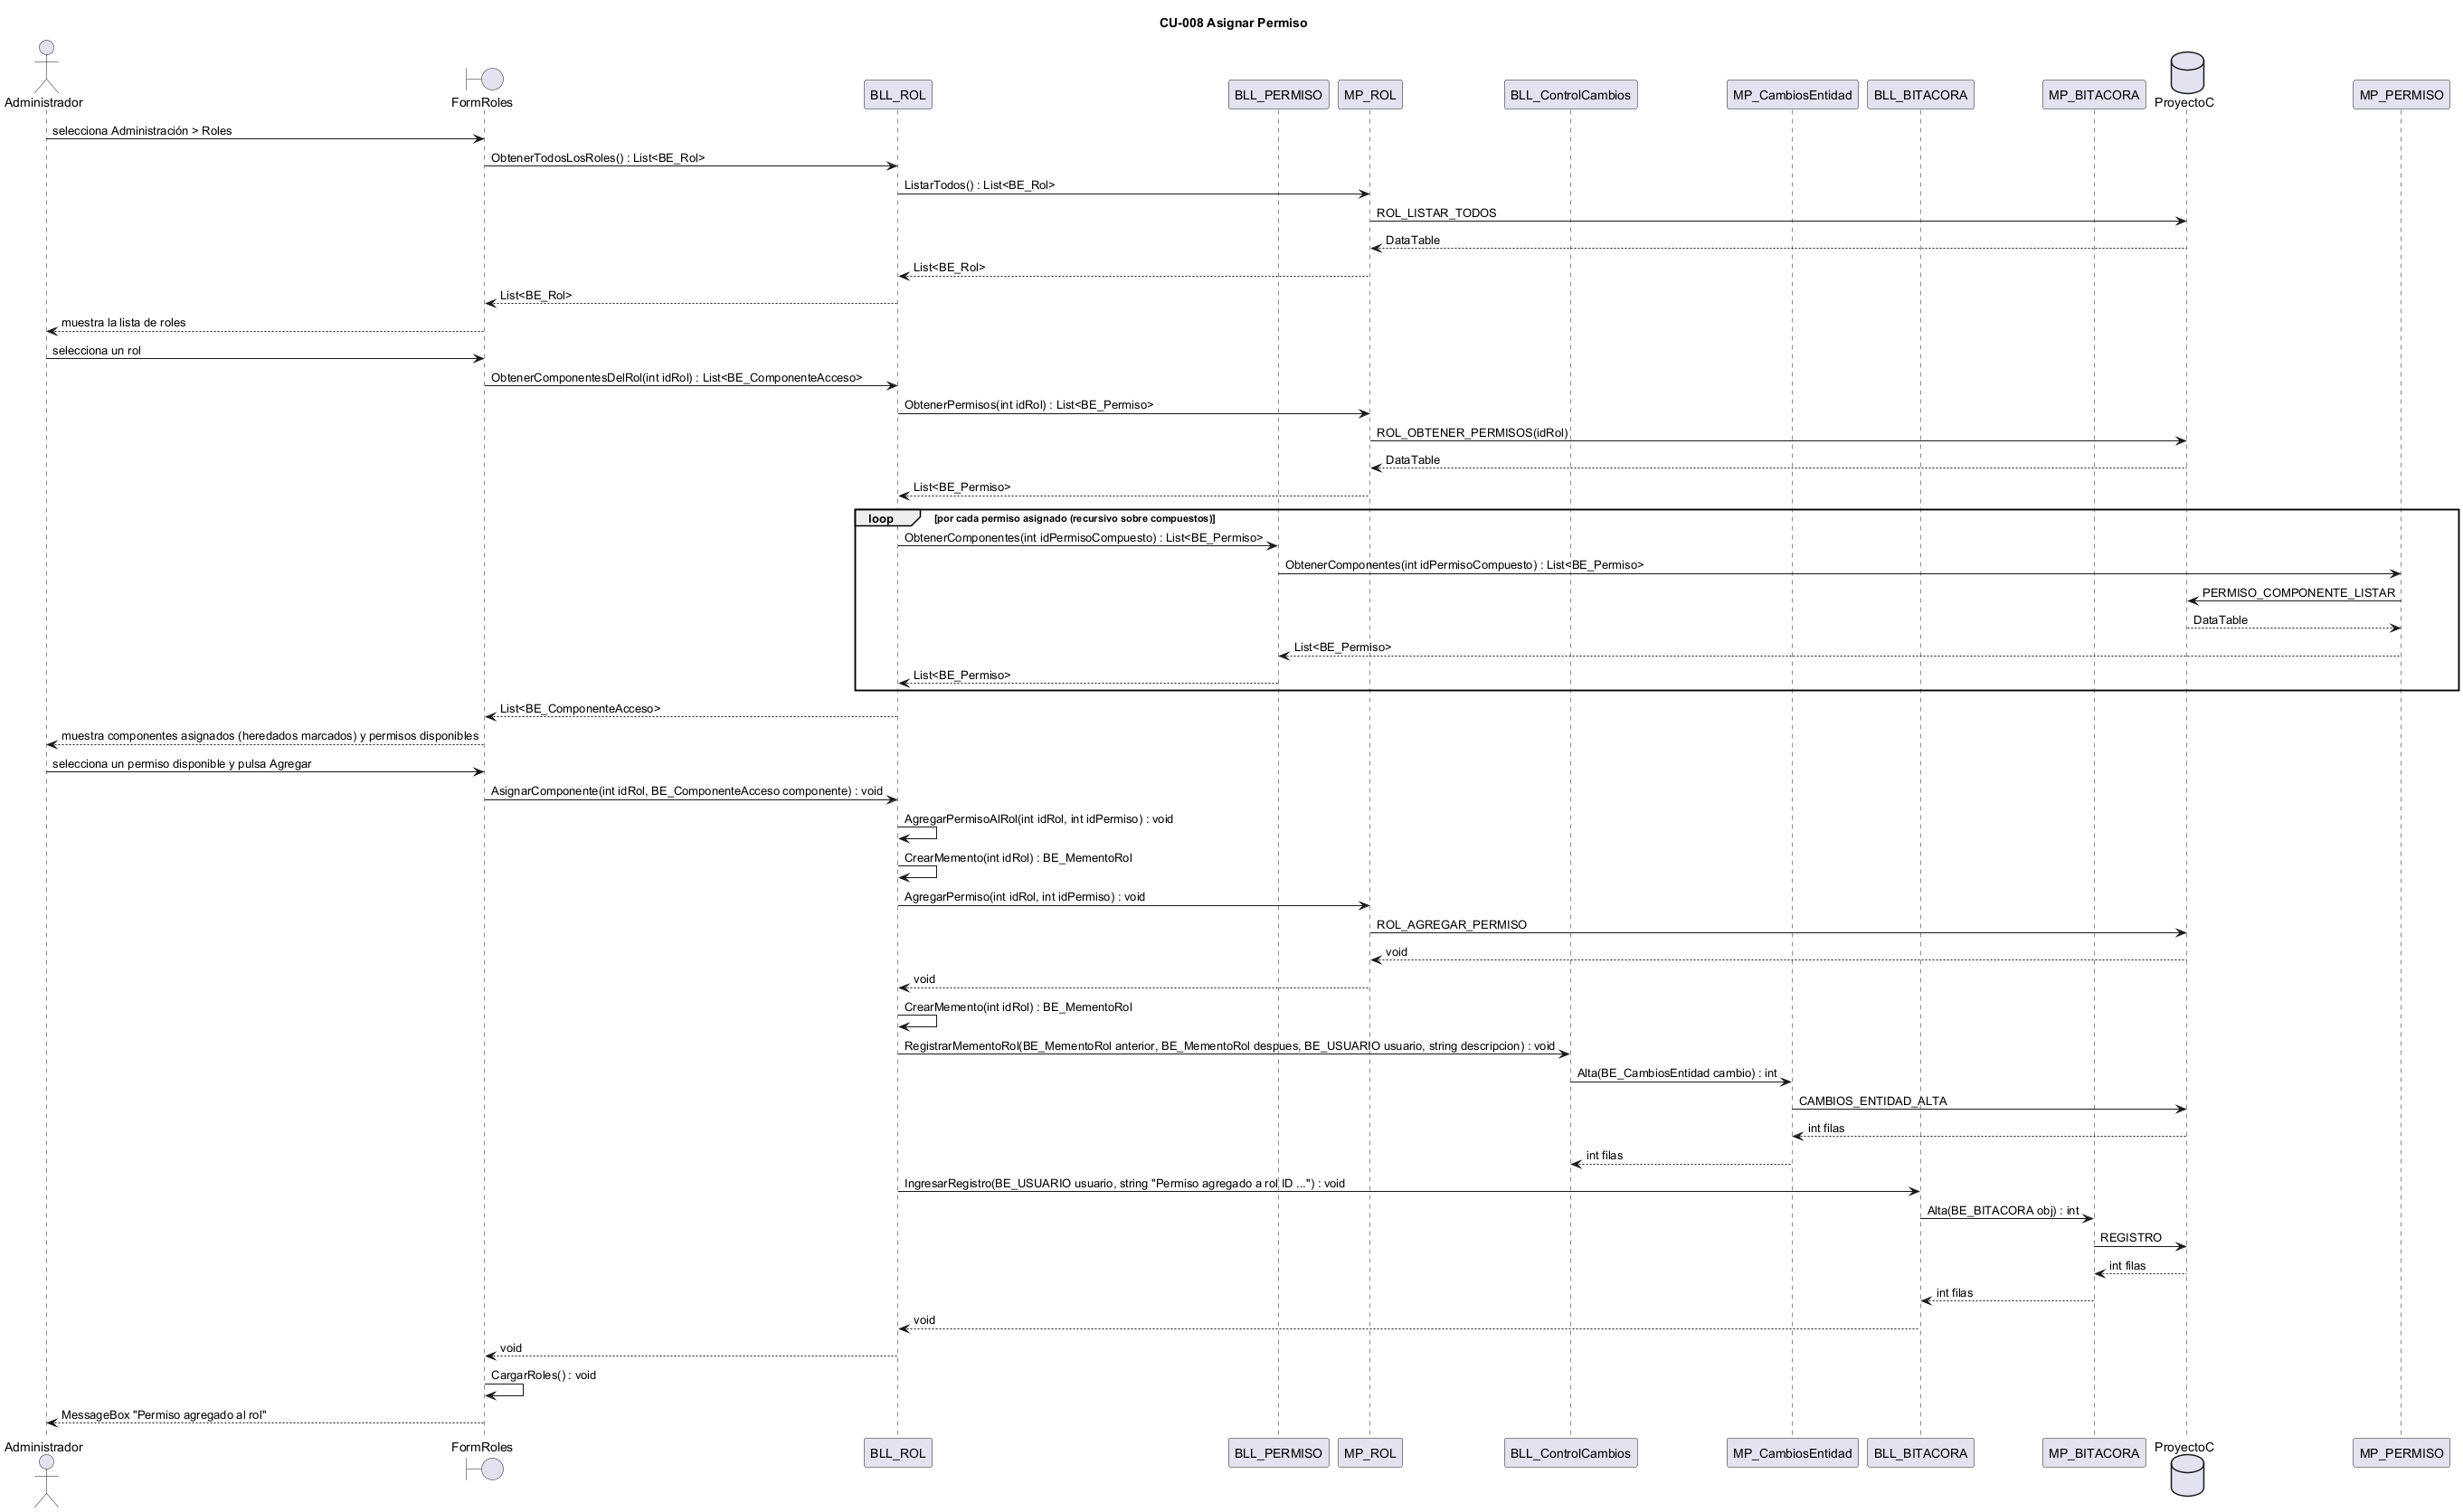 CU-008 Asignar Permiso
Administrador
FormRoles
BLL_ROL
BLL_PERMISO
MP_ROL
BLL_ControlCambios
MP_CambiosEntidad
BLL_BITACORA
MP_BITACORA
ProyectoC
MP_PERMISO
selecciona Administración > Roles
ObtenerTodosLosRoles() : List<BE_Rol>
ListarTodos() : List<BE_Rol>
ROL_LISTAR_TODOS
DataTable
List<BE_Rol>
List<BE_Rol>
muestra la lista de roles
selecciona un rol
ObtenerComponentesDelRol(int idRol) : List<BE_ComponenteAcceso>
ObtenerPermisos(int idRol) : List<BE_Permiso>
ROL_OBTENER_PERMISOS(idRol)
DataTable
List<BE_Permiso>
loop [por cada permiso asignado (recursivo sobre compuestos)]
ObtenerComponentes(int idPermisoCompuesto) : List<BE_Permiso>
ObtenerComponentes(int idPermisoCompuesto) : List<BE_Permiso>
PERMISO_COMPONENTE_LISTAR
DataTable
List<BE_Permiso>
List<BE_Permiso>
List<BE_ComponenteAcceso>
muestra componentes asignados (heredados marcados) y permisos disponibles
selecciona un permiso disponible y pulsa Agregar
AsignarComponente(int idRol, BE_ComponenteAcceso componente) : void
AgregarPermisoAlRol(int idRol, int idPermiso) : void
CrearMemento(int idRol) : BE_MementoRol
AgregarPermiso(int idRol, int idPermiso) : void
ROL_AGREGAR_PERMISO
void
void
CrearMemento(int idRol) : BE_MementoRol
RegistrarMementoRol(BE_MementoRol anterior, BE_MementoRol despues, BE_USUARIO usuario, string descripcion) : void
Alta(BE_CambiosEntidad cambio) : int
CAMBIOS_ENTIDAD_ALTA
int filas
int filas
IngresarRegistro(BE_USUARIO usuario, string "Permiso agregado a rol ID ...") : void
Alta(BE_BITACORA obj) : int
REGISTRO
int filas
int filas
void
void
CargarRoles() : void
MessageBox "Permiso agregado al rol"
Administrador
FormRoles
BLL_ROL
BLL_PERMISO
MP_ROL
BLL_ControlCambios
MP_CambiosEntidad
BLL_BITACORA
MP_BITACORA
ProyectoC
MP_PERMISO